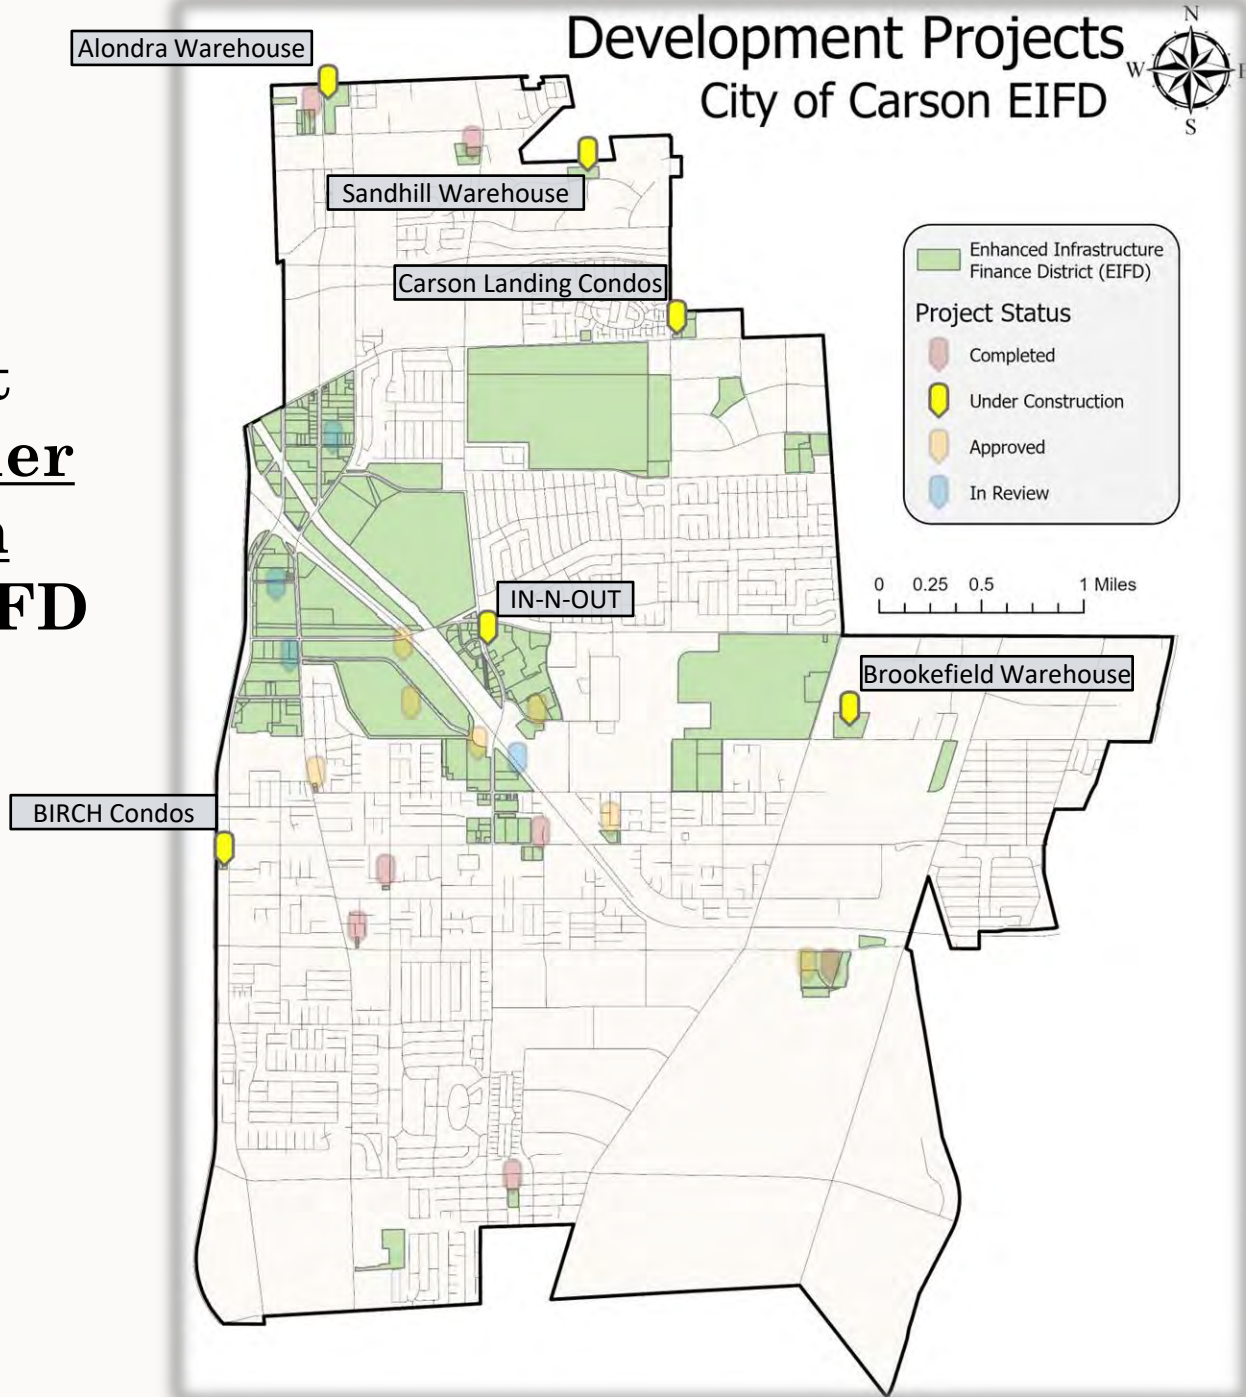 Development Projects
City of Carson EIFD
N
W
E
S
Alondra Warehouse
Sandhill Warehouse
Carson Landing Condos
Enhanced Infrastructure
Finance District (EIFD)
Project Status
Completed
Under Construction
Approved
In Review
0 0.25 0.5 1 Miles
IN-N-OUT
Brookefield Warehouse
BIRCH Condos